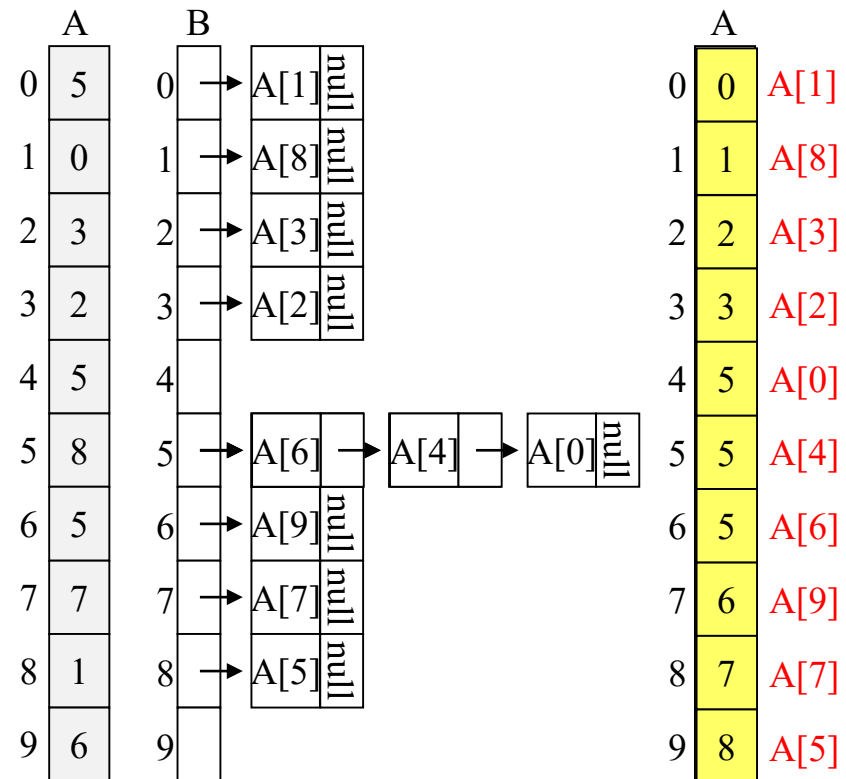 A B A
0 5 0 A[1] null 0 0 A[1]
1 0 1 A[8] null 1 1 A[8]
2 3 2 A[3] null 2 2 A[3]
3 2 3 A[2] null 3 3 A[2]
4 5 4 4 5 A[0]
5 8 5 A[6] A[4] A[0] null 5 5 A[4]
6 5 6 A[9] null 6 5 A[6]
7 7 7 A[7] null 7 6 A[9]
8 1 8 A[5] null 8 7 A[7]
9 6 9 9 8 A[5]